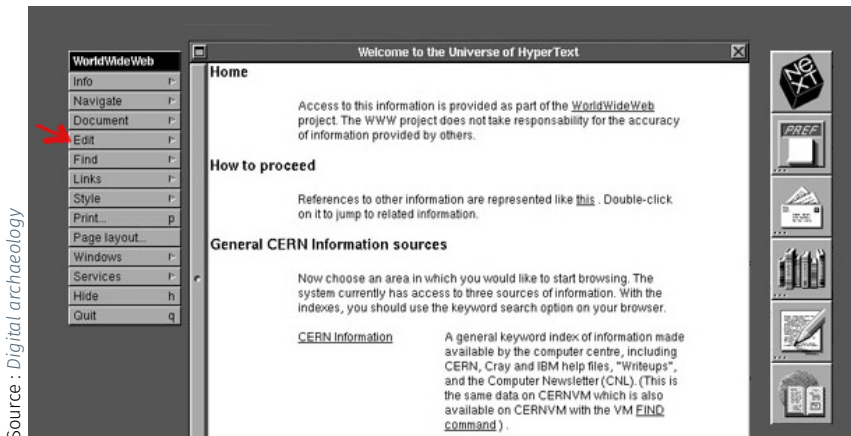 WorldWideWeb
Info
Navigate
Document
Edit
Find
Links
Style
Print... p
Page layout...
Windows
Services
Hide h
Quit q
Welcome to the Universe of HyperText
Home
Access to this information is provided as part of the WorldWideWeb
project. The WWW project does not take responsability for the accuracy
of information provided by others.
How to proceed
References to other information are represented like this . Double-click
on it to jump to related information.
General CERN Information sources
Now choose an area in which you would like to start browsing. The
system currently has access to three sources of information. With the
indexes, you should use the keyword search option on your browser.
CERN Information
A general keyword index of information made
available by the computer centre, including
CERN, Cray and IBM help files, "Writeups",
and the Computer Newsletter (CNL). (This is
the same data on CERNVM which is also
available on CERNVM with the VM FIND
command ) .
NeXT
PREF
Source : Digital archaeology